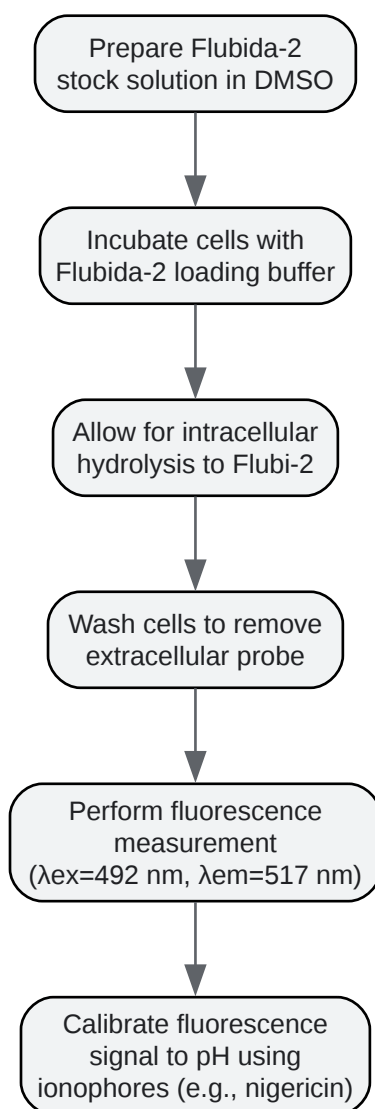 Prepare Flubida-2
stock solution in DMSO
Incubate cells with
Flubida-2 loading buffer
Allow for intracellular
hydrolysis to Flubi-2
Wash cells to remove
extracellular probe
Perform fluorescence
measurement
(λex=492 nm, λem=517 nm)
Calibrate fluorescence
signal to pH using
ionophores (e.g., nigericin)